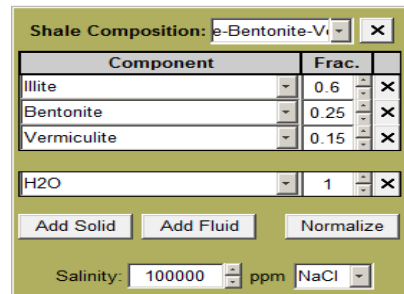 Shale Composition: e-Bentonite-V
Component Frac.
Illite 0.6
Bentonite 0.25
Vermiculite 0.15
H2O 1
Add Solid Add Fluid Normalize
Salinity: 100000 ppm NaCl